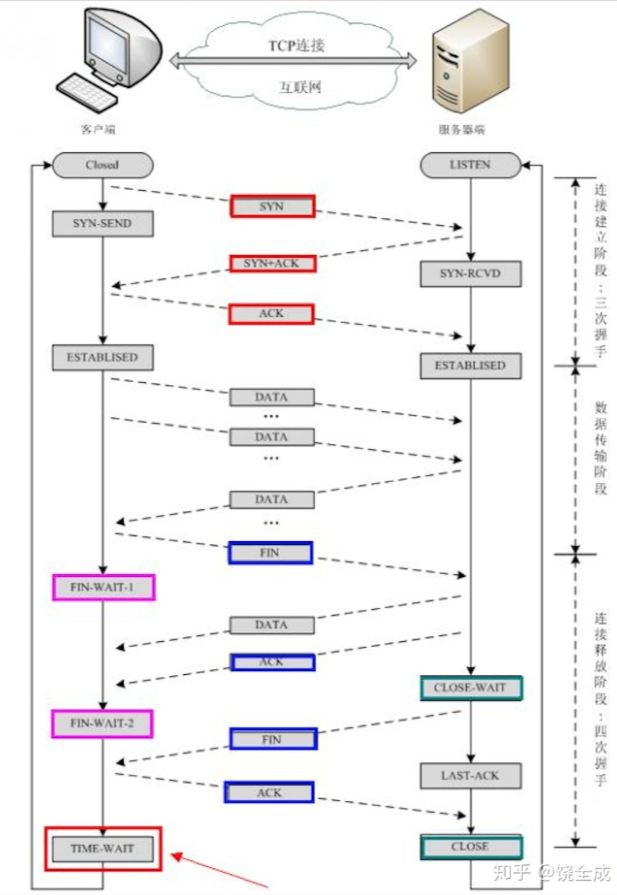 TCP连接
互联网
客户端
服务器端
Closed
LISTEN
SYN
SYN-SEND
SYN+ACK
SYN-RCVD
ACK
ESTABLISED
ESTABLISED
连接建立阶段：三次握手
DATA
...
DATA
...
DATA
...
数据传输阶段
FIN
FIN-WAIT-1
DATA
ACK
CLOSE-WAIT
FIN-WAIT-2
FIN
LAST-ACK
ACK
TIME-WAIT
CLOSE
连接释放阶段：四次握手
知乎 @饶全成